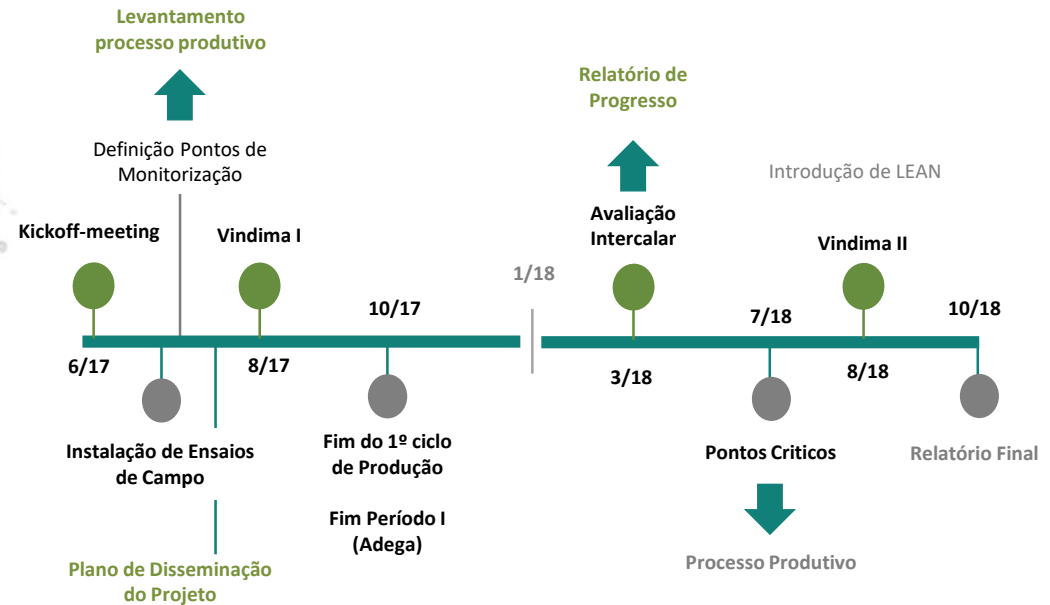 Levantamento
processo produtivo
Definição Pontos de
Monitorização
Kickoff-meeting
Vindima I
10/17
6/17
8/17
Instalação de Ensaios
de Campo
Fim do 1º ciclo
de Produção
Fim Período I
(Adega)
Plano de Disseminação
do Projeto
1/18
Relatório de
Progresso
Avaliação
Intercalar
Introdução de LEAN
Vindima II
7/18
10/18
3/18
8/18
Pontos Criticos
Relatório Final
Processo Produtivo